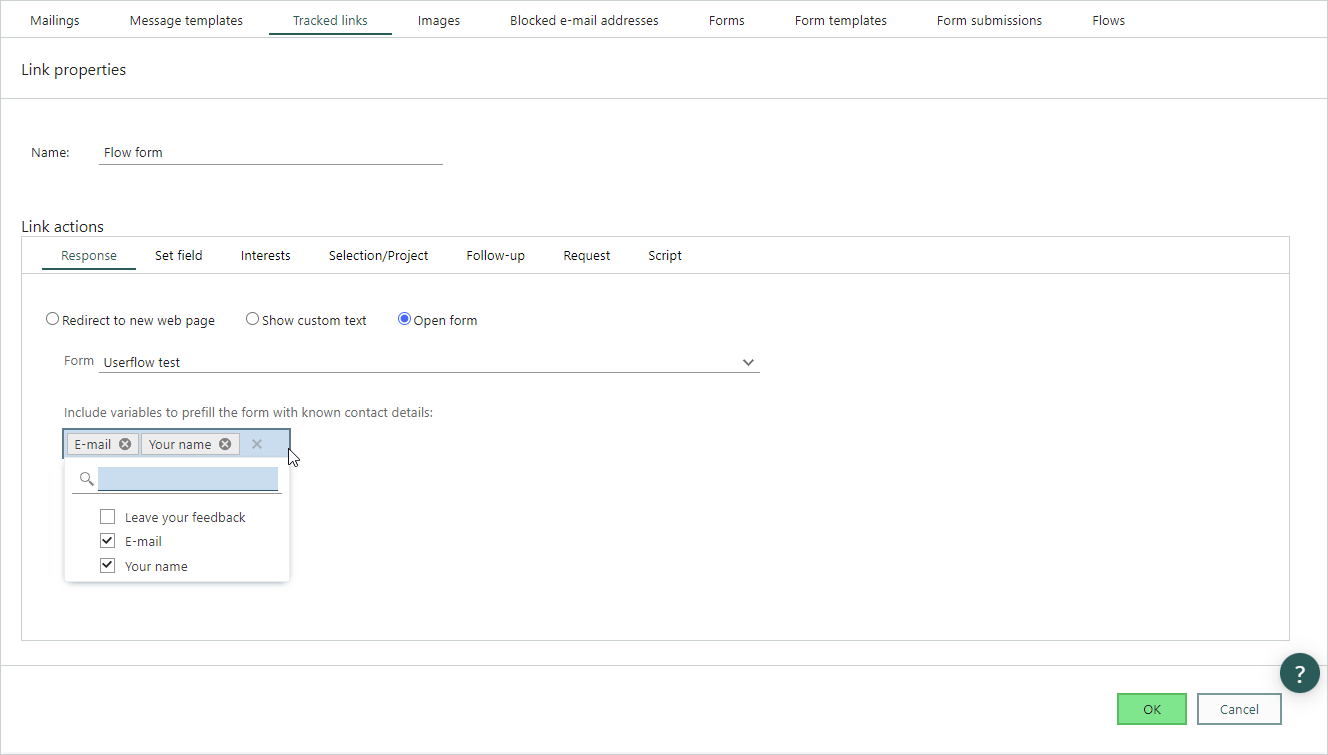 Mailings Message templates Tracked links Images Blocked e-mail addresses Forms Form templates Form submissions Flows
Link properties
Name: Flow form
Link actions
Response Set field Interests Selection/Project Follow-up Request Script
Redirect to new web page Show custom text Open form
Form Userflow test
Include variables to prefill the form with known contact details:
E-mail Your name
Leave your feedback
E-mail
Your name
?
OK Cancel